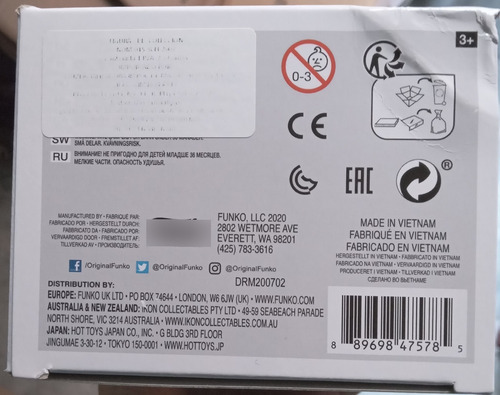 3+
0-3
CE
SW
SMÅ DELAR. KVÄVNINGSRISK.
RU ВНИМАНИЕ! НЕ ПРИГОДНО ДЛЯ ДЕТЕЙ МЛАДШЕ 36 МЕСЯЦЕВ.
МЕЛКИЕ ЧАСТИ. ОПАСНОСТЬ УДУШЬЯ.
EAC
®
MANUFACTURED BY • FABRIQUÉ PAR:
FABRICADO POR • HERGESTELLT DURCH:
FABRICATO DA • FABRICADO POR:
VERVAARDIGD DOOR • FREMSTILLET AF:
TILLVERKAD AV • ПРОИЗВОДИТЕЛЬ:
FUNKO, LLC 2020
2802 WETMORE AVE
EVERETT, WA 98201
(425) 783-3616
MADE IN VIETNAM
FABRIQUÉ EN VIETNAM
FABRICADO EN VIETNAM
HERGESTELLT IN VIETNAM • FABBRICATO IN VIETNAM
FABRICADO NA VIETNAM • VERVAARDIGD IN VIETNAM
PRODUCERET I VIETNAM • TILLVERKAD I VIETNAM
СДЕЛАНО ВО ВЬЕТНАМЕ
/OriginalFunko @OriginalFunko @OriginalFunko
DRM200702
DISTRIBUTION BY:
EUROPE: FUNKO UK LTD • PO BOX 74644 • LONDON, W6 6JW (UK) • WWW.FUNKO.COM
AUSTRALIA & NEW ZEALAND: IKON COLLECTABLES PTY LTD • 49-59 SEABEACH PARADE
NORTH SHORE, VIC 3214 AUSTRALIA • WWW.IKONCOLLECTABLES.COM.AU
JAPAN: HOT TOYS JAPAN CO., INC. • G BLDG 3RD FLOOR
JINGUMAE 3-30-12 • TOKYO 150-0001 • WWW.HOTTOYS.JP
8 89698 47578 5